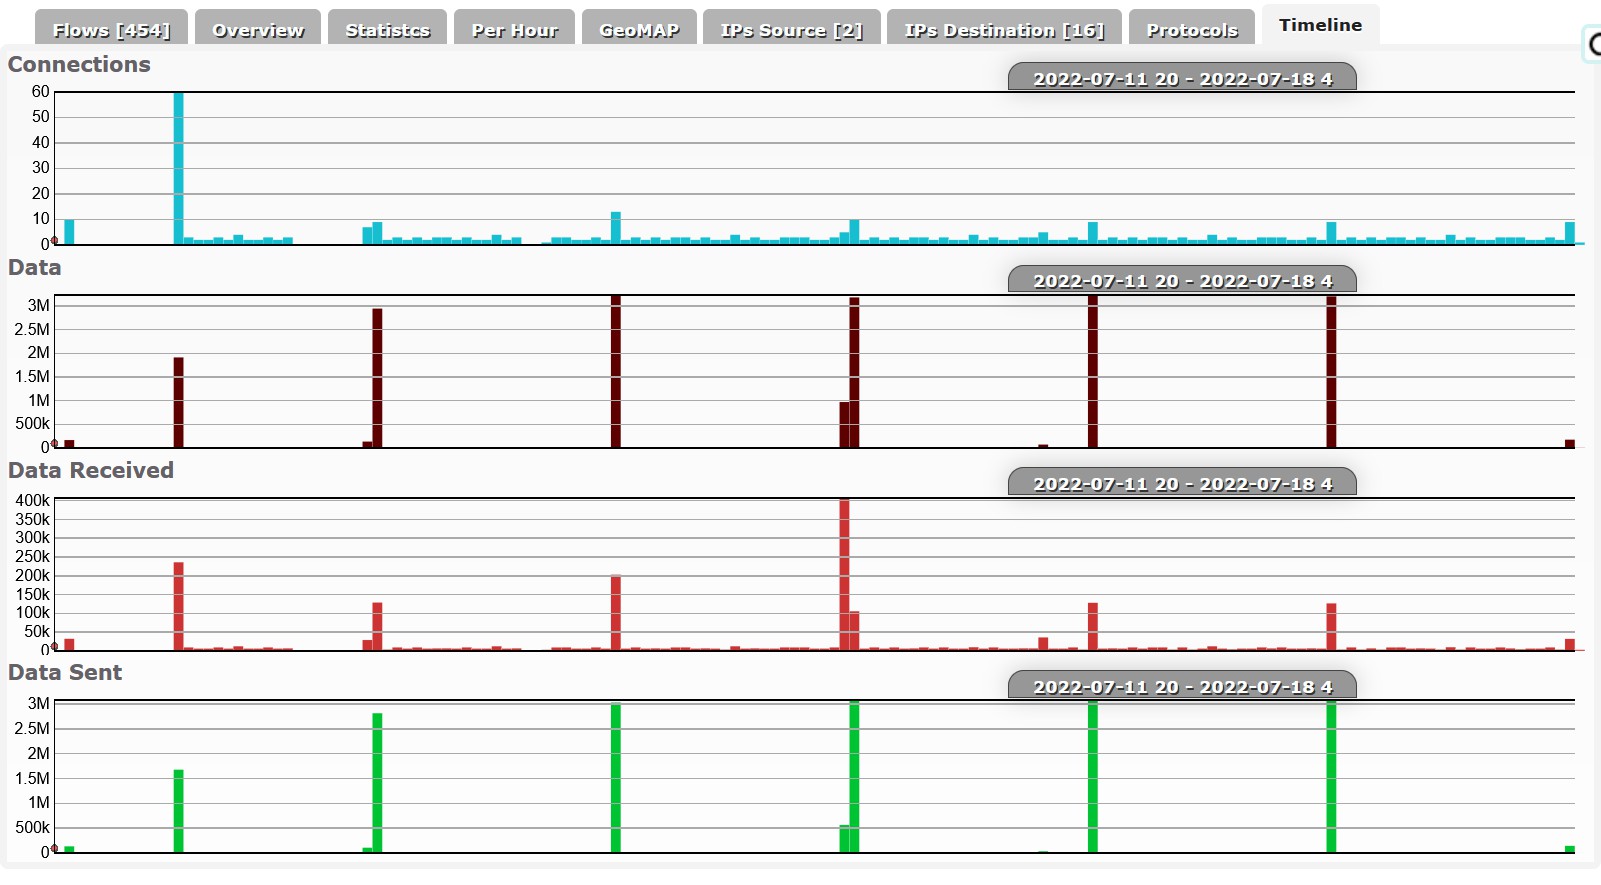 Flows [454] Overview Statistcs Per Hour GeoMAP IPs Source [2] IPs Destination [16] Protocols Timeline
Connections
2022-07-11 20 - 2022-07-18 4
60
50
40
30
20
10
0
Data
2022-07-11 20 - 2022-07-18 4
3M
2.5M
2M
1.5M
1M
500k
0
Data Received
2022-07-11 20 - 2022-07-18 4
400k
350k
300k
250k
200k
150k
100k
50k
0
Data Sent
2022-07-11 20 - 2022-07-18 4
3M
2.5M
2M
1.5M
1M
500k
0